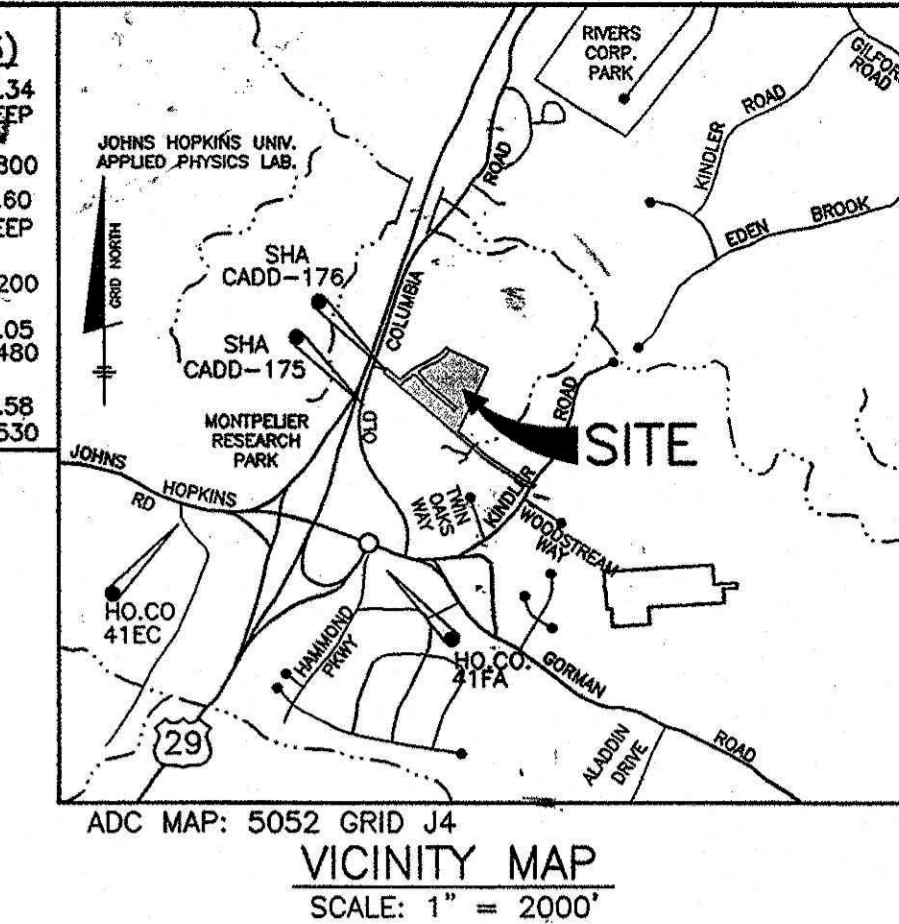 S)
.34
EEP
800
.60
EEP
200
.05
480
.58
530
RIVERS
CORP.
PARK
GILFOR
ROAD
KINDLER ROAD
JOHNS HOPKINS UNIV.
APPLIED PHYSICS LAB.
GRID NORTH
EDEN BROOK
SHA
CADD-176
SHA
CADD-175
OLD COLUMBIA ROAD
MONTPELIER
RESEARCH
PARK
SITE
JOHNS HOPKINS
RD
KINDLER ROAD
TWIN
OAKS
WAY
WOODSTREAM
WAY
HO.CO
41EC
HAMMOND
PKWY
HO.CO.
41FA
GORMAN ROAD
29
ALADDIN
DRIVE
ADC MAP: 5052 GRID J4
VICINITY MAP
SCALE: 1" = 2000'